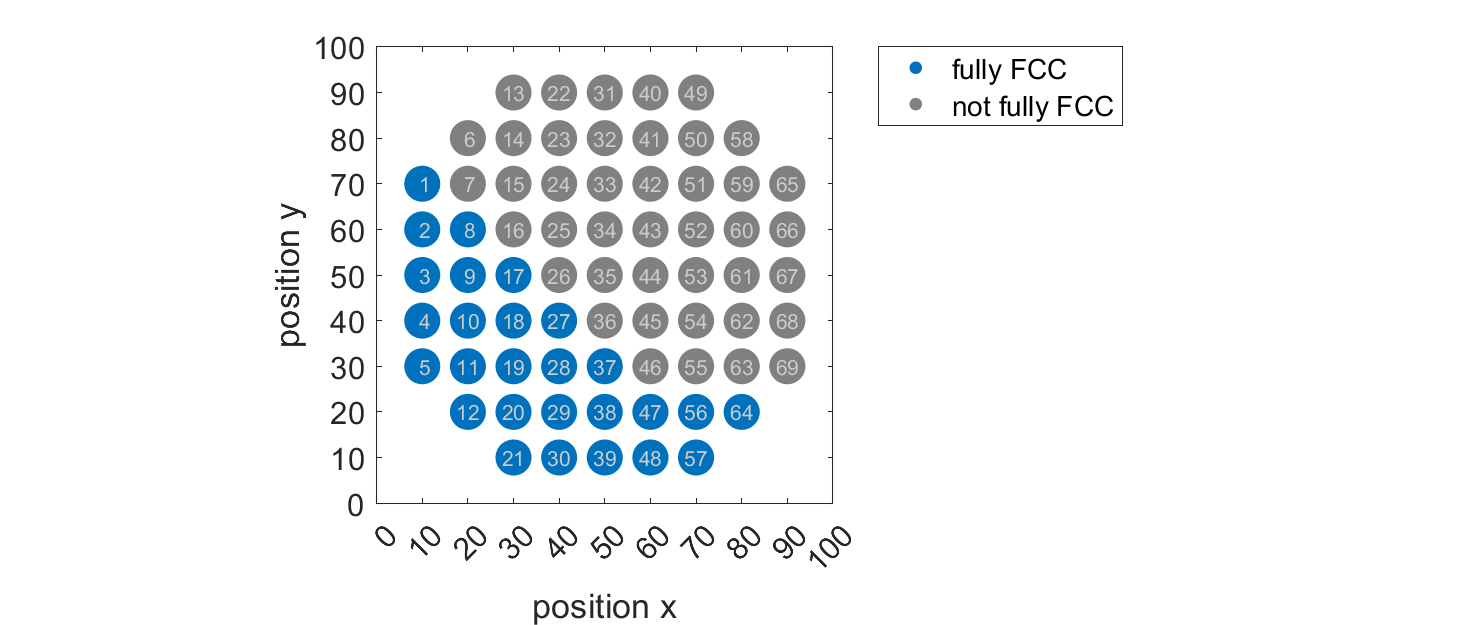 100
90
80
70
60
50
40
30
20
10
0
position y
13 22 31 40 49
6 14 23 32 41 50 58
1 7 15 24 33 42 51 59 65
2 8 16 25 34 43 52 60 66
3 9 17 26 35 44 53 61 67
4 10 18 27 36 45 54 62 68
5 11 19 28 37 46 55 63 69
12 20 29 38 47 56 64
21 30 39 48 57
0 10 20 30 40 50 60 70 80 90 100
position x
fully FCC
not fully FCC